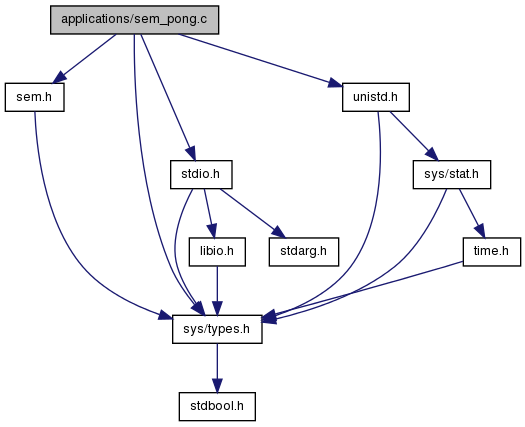 applications/sem_pong.c
sem.h
unistd.h
stdio.h
sys/stat.h
libio.h
stdarg.h
time.h
sys/types.h
stdbool.h